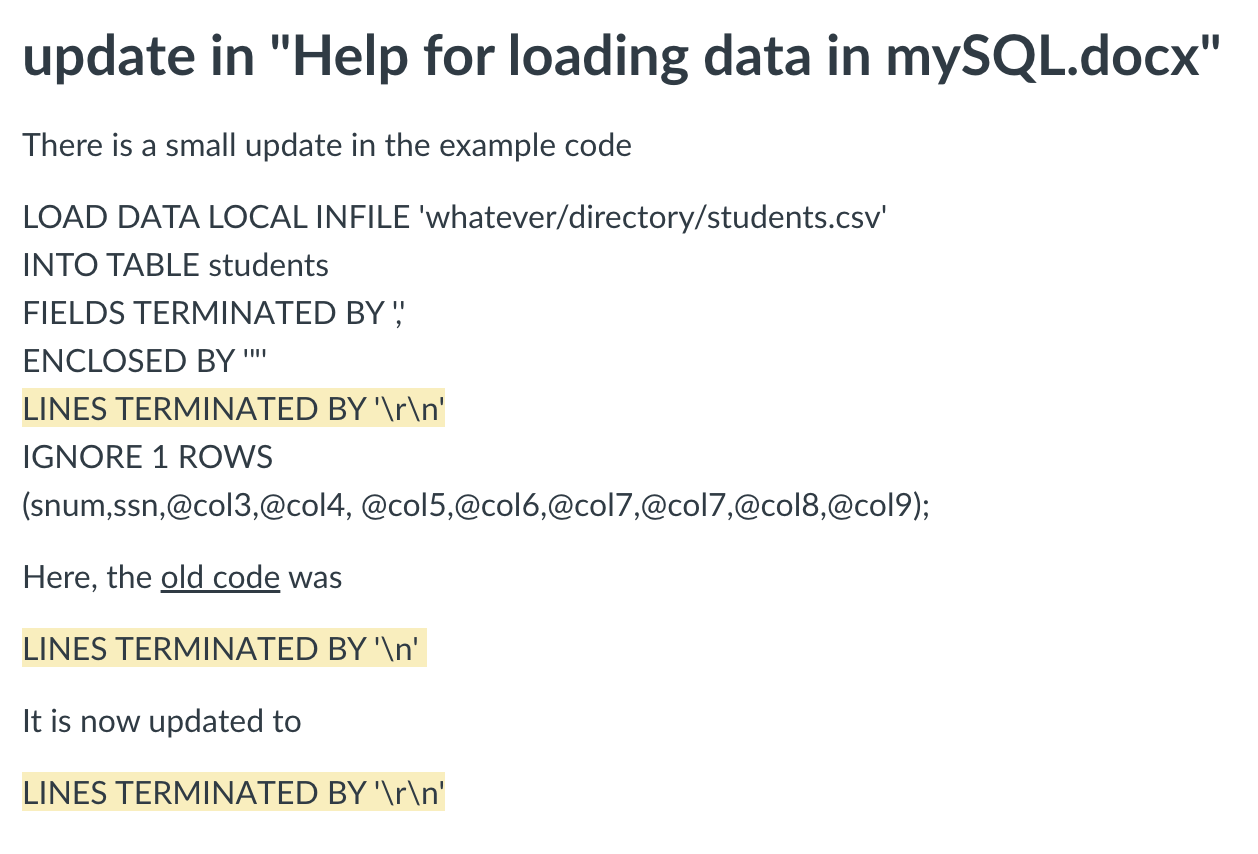 update in "Help for loading data in mySQL.docx"
There is a small update in the example code
LOAD DATA LOCAL INFILE 'whatever/directory/students.csv'
INTO TABLE students
FIELDS TERMINATED BY ','
ENCLOSED BY '"'
LINES TERMINATED BY '\r\n'
IGNORE 1 ROWS
(snum,ssn,@col3,@col4, @col5,@col6,@col7,@col7,@col8,@col9);
Here, the old code was
LINES TERMINATED BY '\n'
It is now updated to
LINES TERMINATED BY '\r\n'